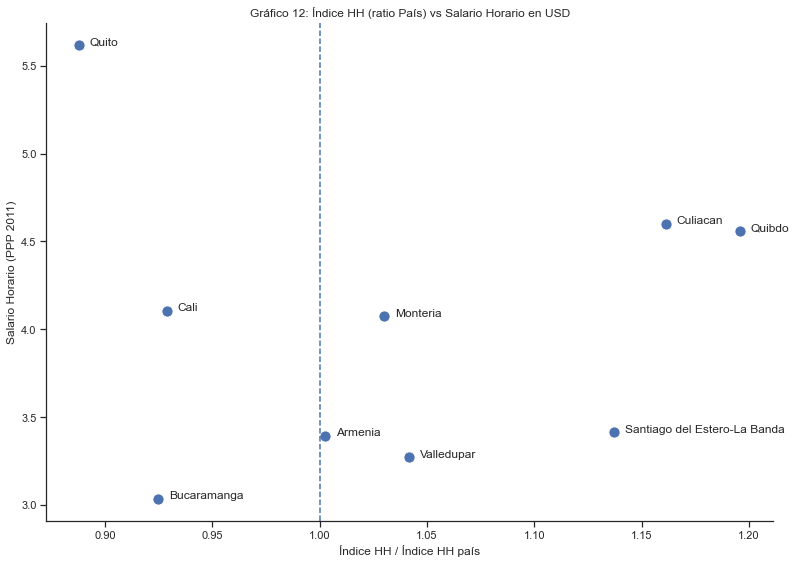 Gráfico 12: Índice HH (ratio País) vs Salario Horario en USD
Quito
5.5
5.0
Culiacan
Quibdo
4.5
Salario Horario (PPP 2011)
Cali
Monteria
4.0
3.5
Armenia
Santiago del Estero-La Banda
Valledupar
Bucaramanga
3.0
0.90 0.95 1.00 1.05 1.10 1.15 1.20
Índice HH / Índice HH país